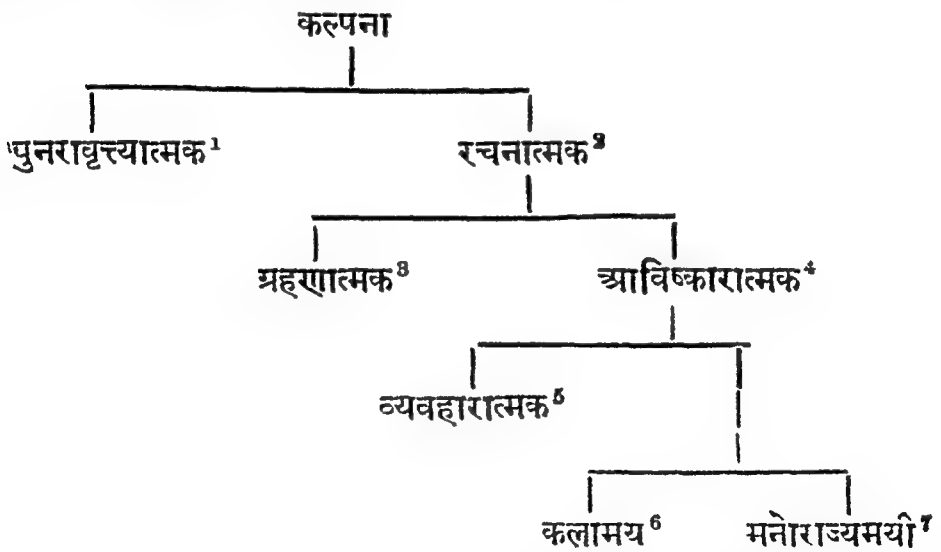 कल्पना
पुनरावृत्त्यात्मक¹ रचनात्मक²
ग्रहणात्मक³ आविष्कारात्मक⁴
व्यवहारात्मक⁵
कलामय⁶ मनोराज्यमयी⁷